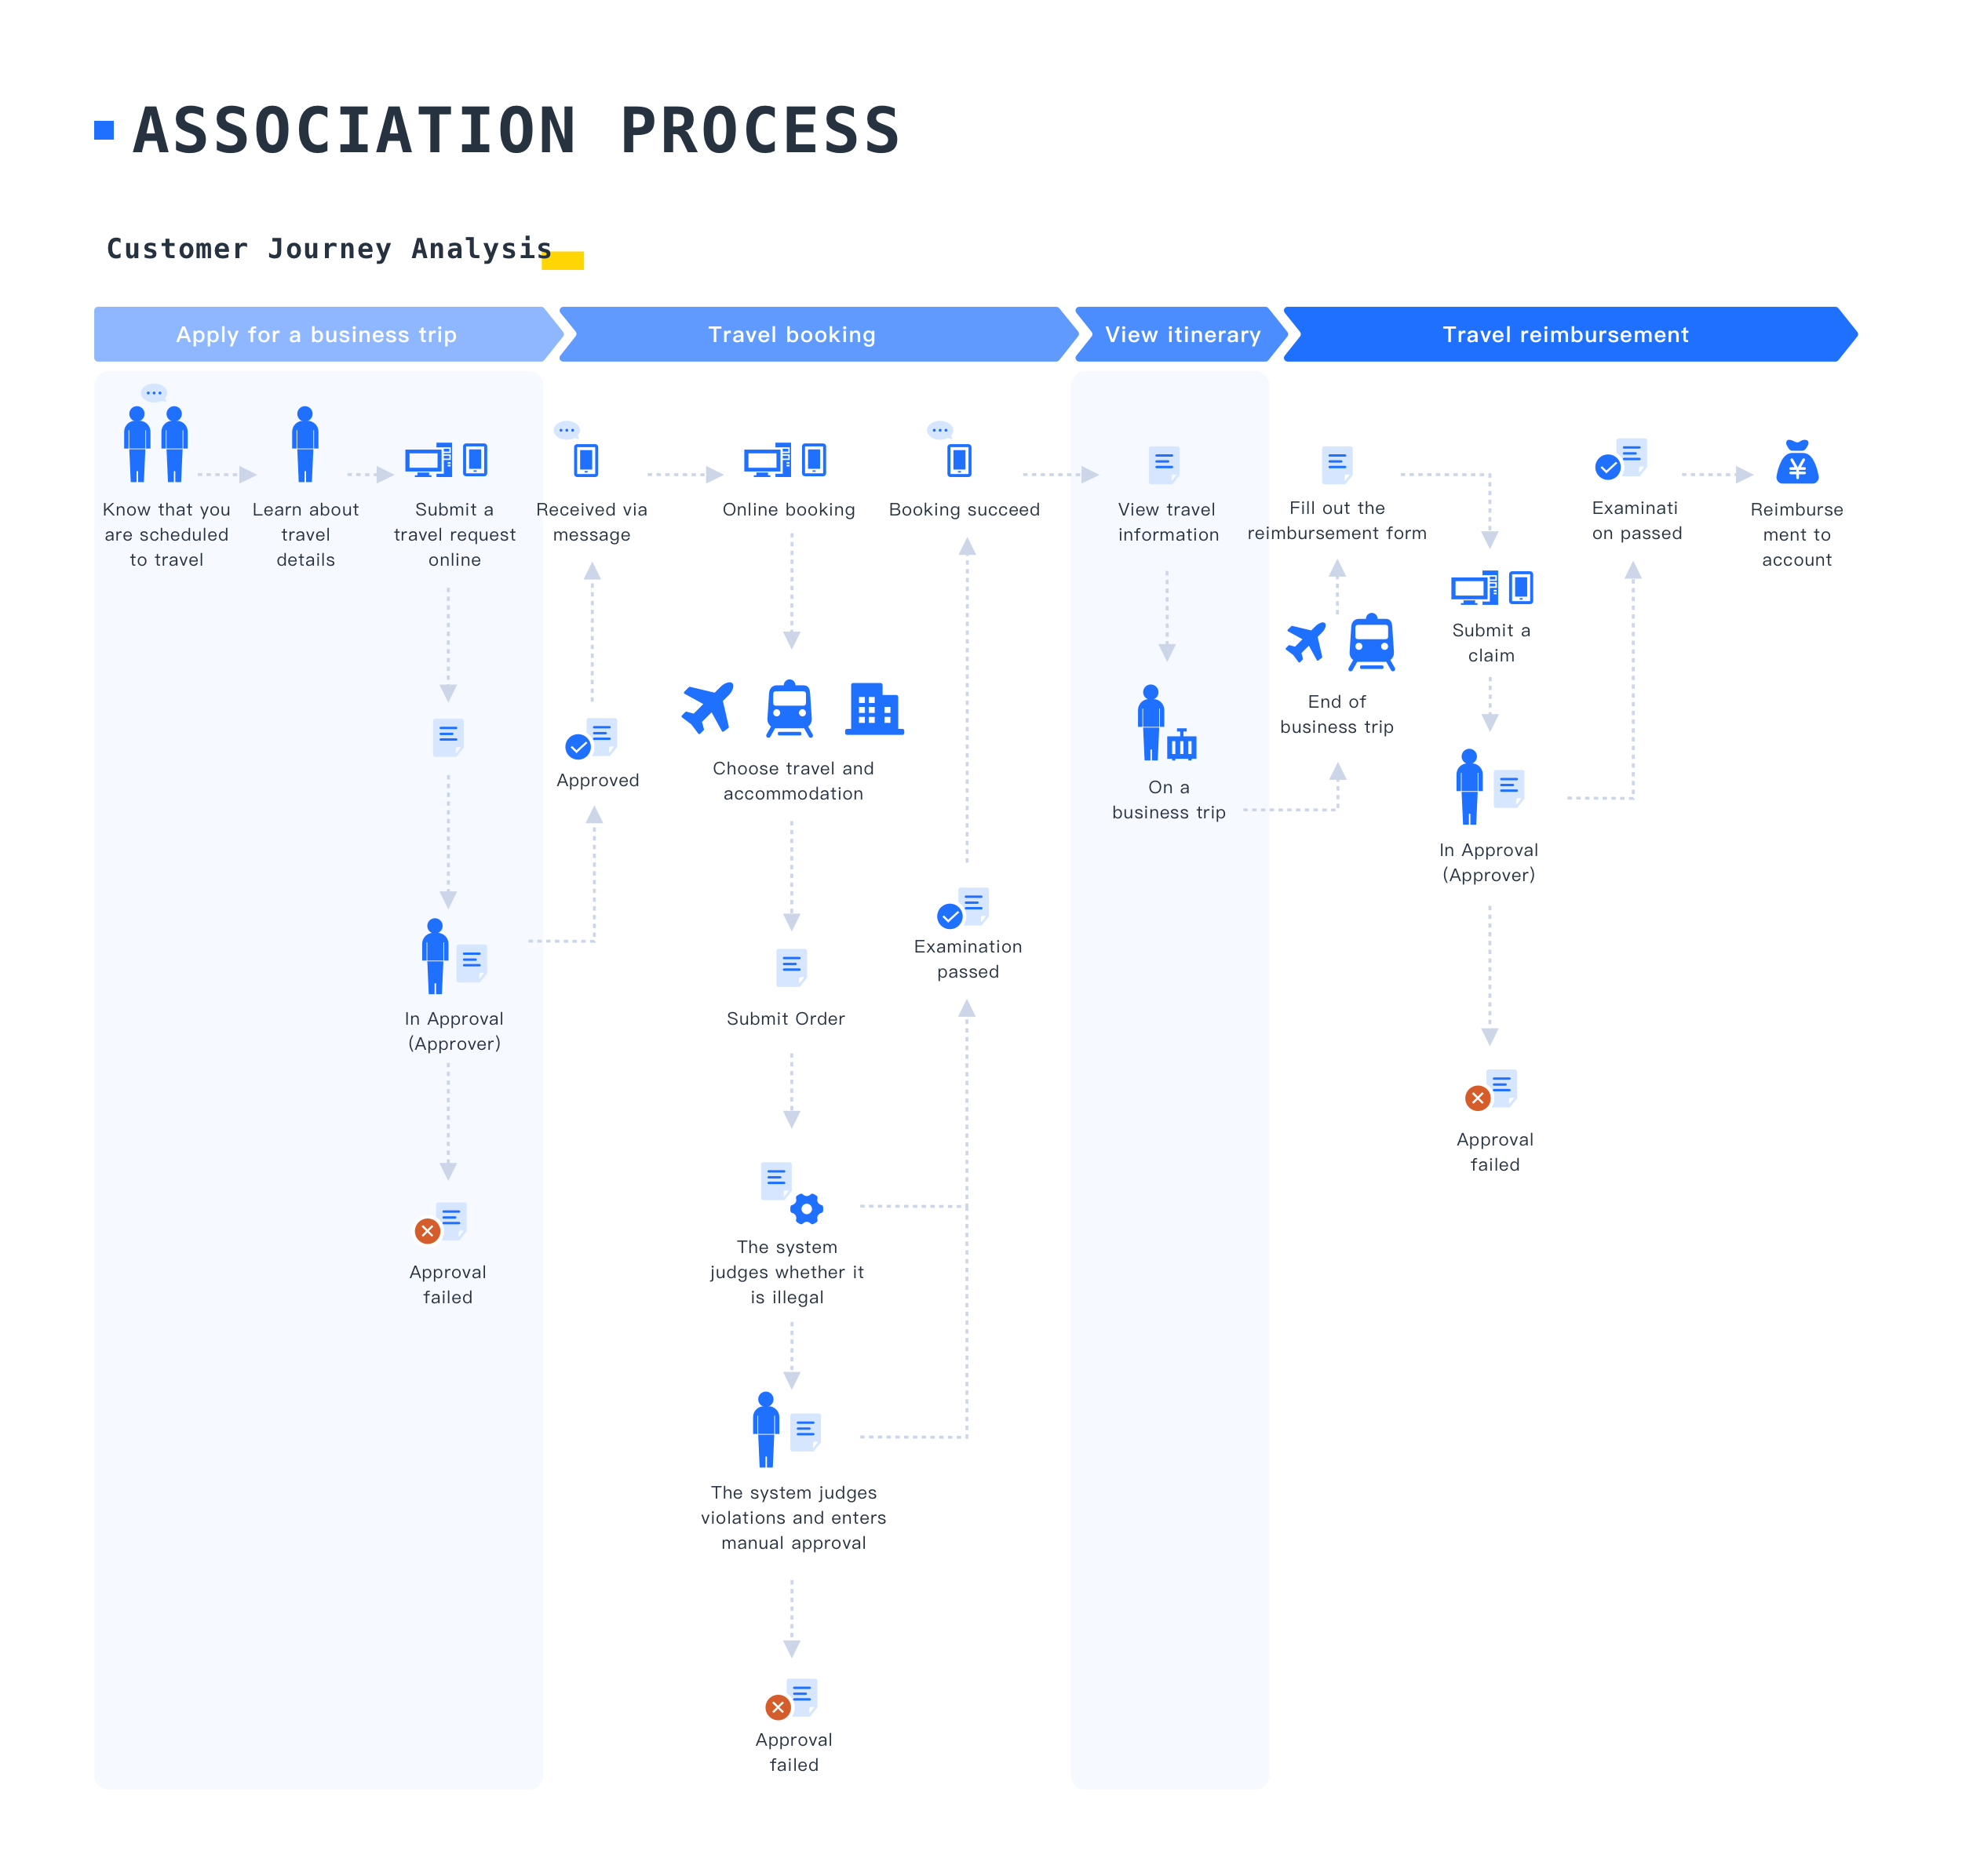 ASSOCIATION PROCESS
Customer Journey Analysis
Apply for a business trip
Travel booking
View itinerary
Travel reimbursement
Know that you
are scheduled
to travel
Learn about
travel
details
Submit a
travel request
online
In Approval
(Approver)
Approval
failed
Received via
message
Approved
Online booking
Choose travel and
accommodation
Submit Order
The system
judges whether it
is illegal
The system judges
violations and enters
manual approval
Approval
failed
Booking succeed
Examination
passed
View travel
information
On a
business trip
Fill out the
reimbursement form
End of
business trip
Submit a
claim
In Approval
(Approver)
Approval
failed
Examinati
on passed
¥
Reimburse
ment to
account